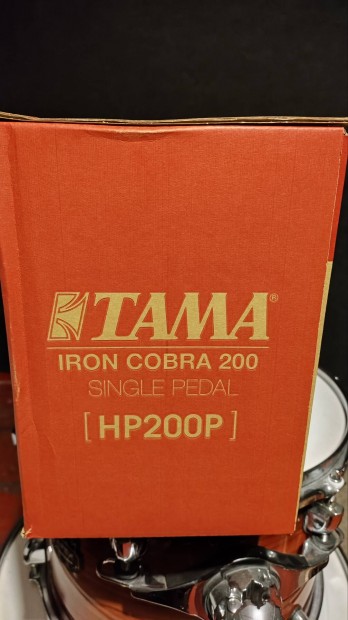 TAMA®
IRON COBRA 200
SINGLE PEDAL
[HP200P]